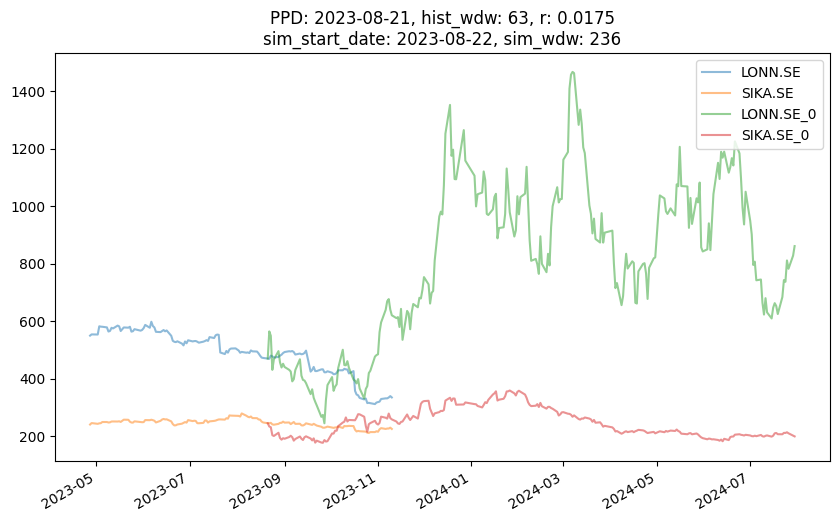 PPD: 2023-08-21, hist_wdw: 63, r: 0.0175
sim_start_date: 2023-08-22, sim_wdw: 236
LONN.SE
SIKA.SE
LONN.SE_0
SIKA.SE_0
1400
1200
1000
800
600
400
200
2023-05
2023-07
2023-09
2023-11
2024-01
2024-03
2024-05
2024-07